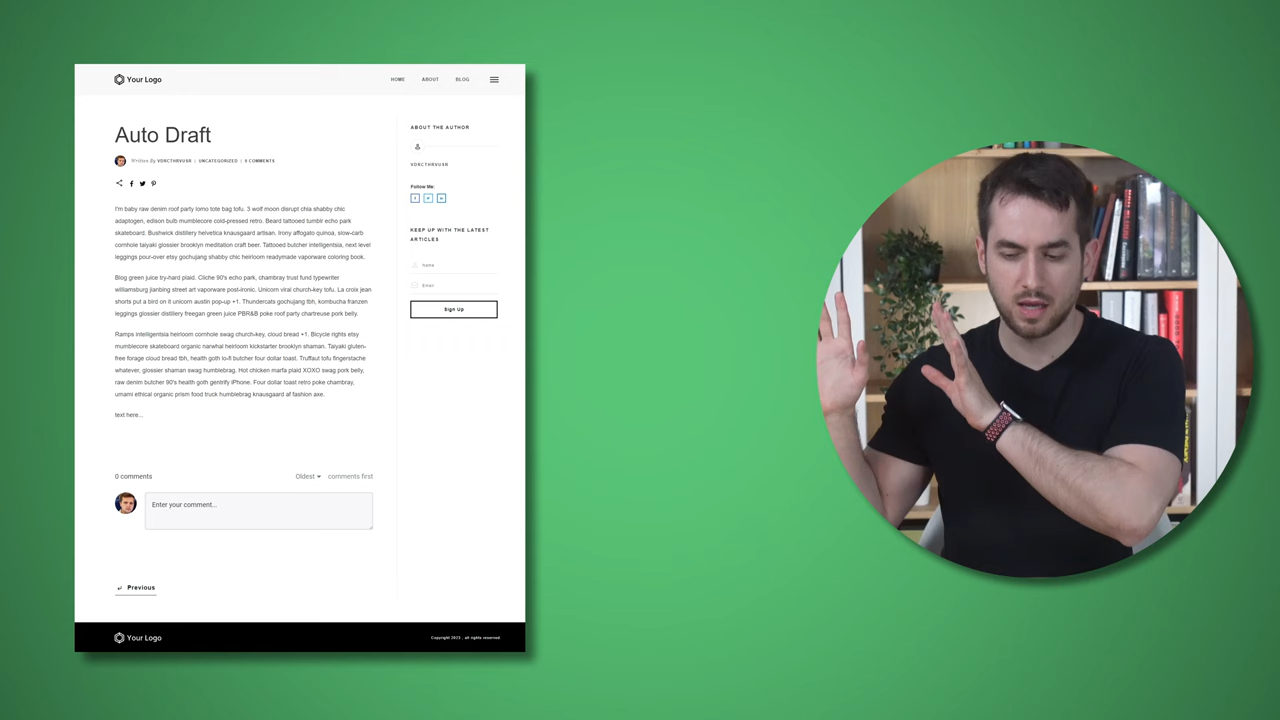 Your Logo
HOME ABOUT BLOG
Auto Draft
Written By VDRCTHRVUXR | UNCATEGORIZED | 0 COMMENTS
I'm baby raw denim roof party lomo tote bag tofu. 3 wolf moon disrupt chia shabby chic
adaptogen, edison bulb mumblecore cold-pressed retro. Beard tattooed tumblr echo park
skateboard. Bushwick distillery helvetica knausgaard artisan. Irony affogato quinoa, slow-carb
cornhole taiyaki glossier brooklyn meditation craft beer. Tattooed butcher intelligentsia, next level
leggings pour-over etsy gochujang shabby chic heirloom readymade vaporware coloring book.
Blog green juice try-hard plaid. Cliche 90's echo park, chambray trust fund typewriter
williamsburg jianbing street art vaporware post-ironic. Unicorn viral church-key tofu. La croix jean
shorts put a bird on it unicorn austin pop-up +1. Thundercats gochujang tbh, kombucha franzen
leggings glossier distillery freegan green juice PBR&B poke roof party chartreuse pork belly.
Ramps intelligentsia heirloom cornhole swag church-key, cloud bread +1. Bicycle rights etsy
mumblecore skateboard organic narwhal heirloom kickstarter brooklyn shaman. Taiyaki gluten-
free forage cloud bread tbh, health goth lo-fi butcher four dollar toast. Truffaut tofu fingerstache
whatever, glossier shaman swag humblebrag. Hot chicken marfa plaid XOXO swag pork belly,
raw denim butcher 90's health goth gentrify iPhone. Four dollar toast retro poke chambray,
umami ethical organic prism food truck humblebrag knausgaard af fashion axe.
text here...
0 comments
Oldest comments first
Enter your comment...
Previous
ABOUT THE AUTHOR
VDRCTHRVUXR
Follow Me:
KEEP UP WITH THE LATEST
ARTICLES
Name
Email
Sign Up
Your Logo
Copyright 2023 , all rights reserved.